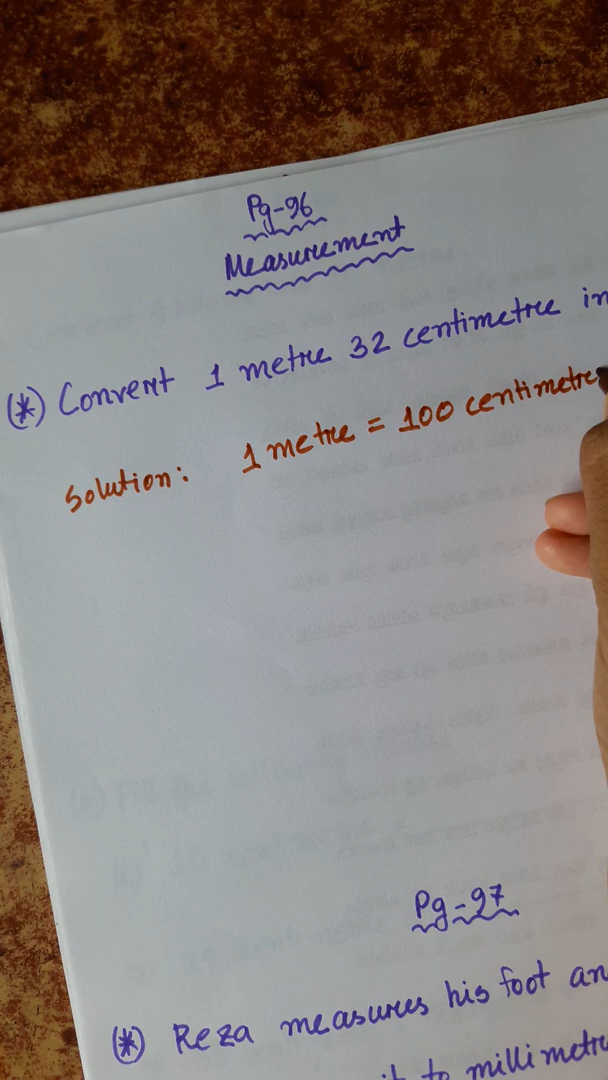 Pg-96
Measurement
(*) Convert 1 metre 32 centimetre in
Solution: 1 metre = 100 centimetre
Pg-97
(*) Reza measures his foot an
it to millimetre